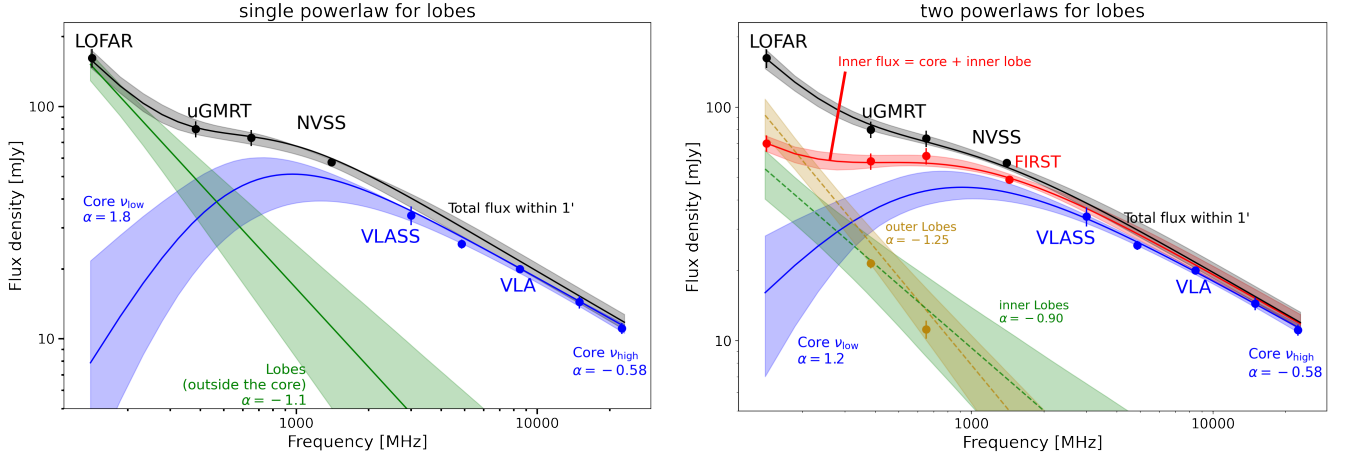 single powerlaw for lobes
LOFAR
uGMRT
NVSS
100
Core ν_low
α = 1.8
Total flux within 1'
VLASS
VLA
10
Core ν_high
α = −0.58
Lobes
(outside the core)
α = −1.1
1000
10000
Frequency [MHz]
Flux density [mJy]
two powerlaws for lobes
LOFAR
Inner flux = core + inner lobe
uGMRT
NVSS
FIRST
100
Total flux within 1'
outer Lobes
α = −1.25
VLASS
VLA
inner Lobes
α = −0.90
10
Core ν_low
α = 1.2
Core ν_high
α = −0.58
1000
10000
Frequency [MHz]
Flux density [mJy]